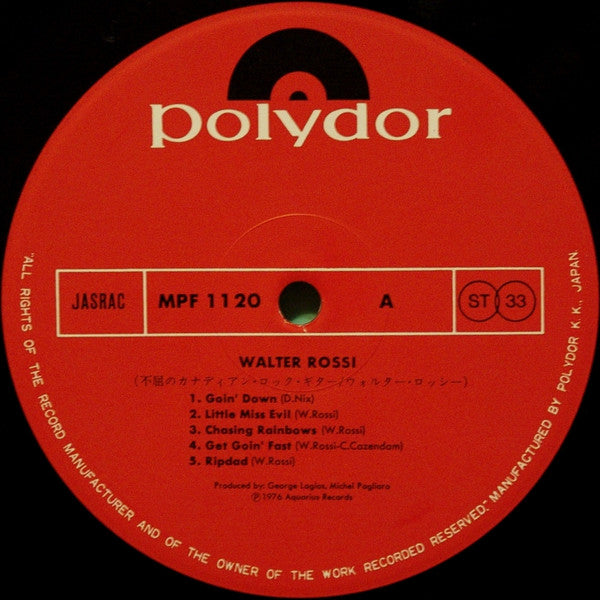 polydor
JASRAC MPF 1120 A ST 33
WALTER ROSSI
(不屈のカナディアン・ロック・ギター/ウォルター・ロッシー)
1. Goin' Down (D.Nix)
2. Little Miss Evil (W.Rossi)
3. Chasing Rainbows (W.Rossi)
4. Get Goin' Fast (W.Rossi-C.Cazendam)
5. Ripdad (W.Rossi)
Produced by: George Lagios, Michel Pagliaro
Ⓟ1976 Aquarius Records
"ALL RIGHTS OF THE RECORD MANUFACTURER AND OF THE OWNER OF THE WORK RECORDED RESERVED." MANUFACTURED BY POLYDOR K.K., JAPAN